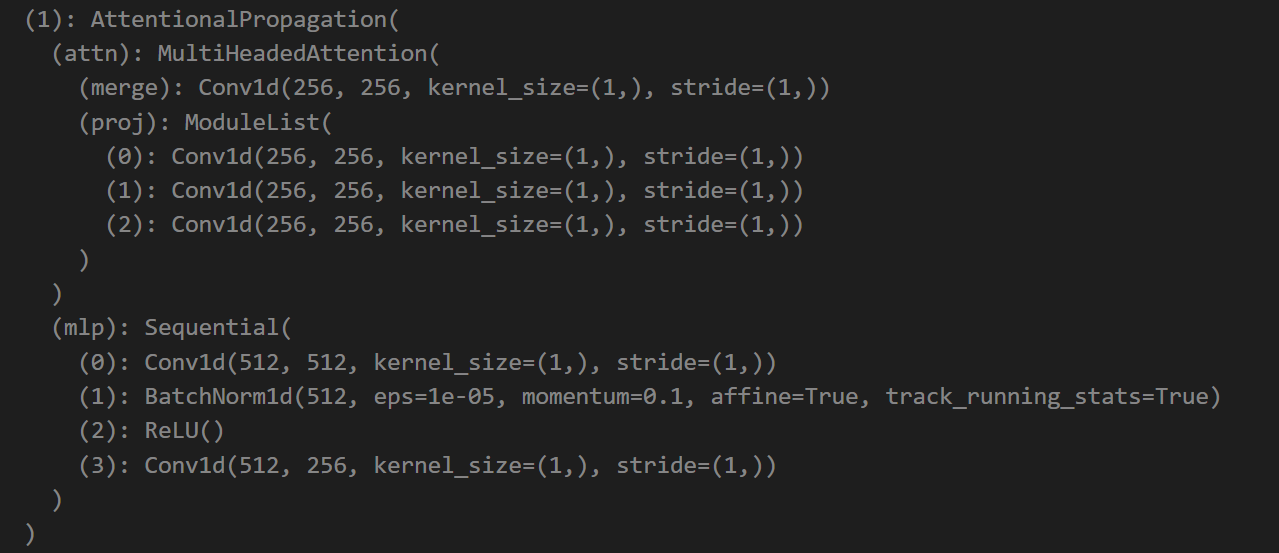 (1): AttentionalPropagation(
(attn): MultiHeadedAttention(
(merge): Conv1d(256, 256, kernel_size=(1,), stride=(1,))
(proj): ModuleList(
(0): Conv1d(256, 256, kernel_size=(1,), stride=(1,))
(1): Conv1d(256, 256, kernel_size=(1,), stride=(1,))
(2): Conv1d(256, 256, kernel_size=(1,), stride=(1,))
)
)
(mlp): Sequential(
(0): Conv1d(512, 512, kernel_size=(1,), stride=(1,))
(1): BatchNorm1d(512, eps=1e-05, momentum=0.1, affine=True, track_running_stats=True)
(2): ReLU()
(3): Conv1d(512, 256, kernel_size=(1,), stride=(1,))
)
)